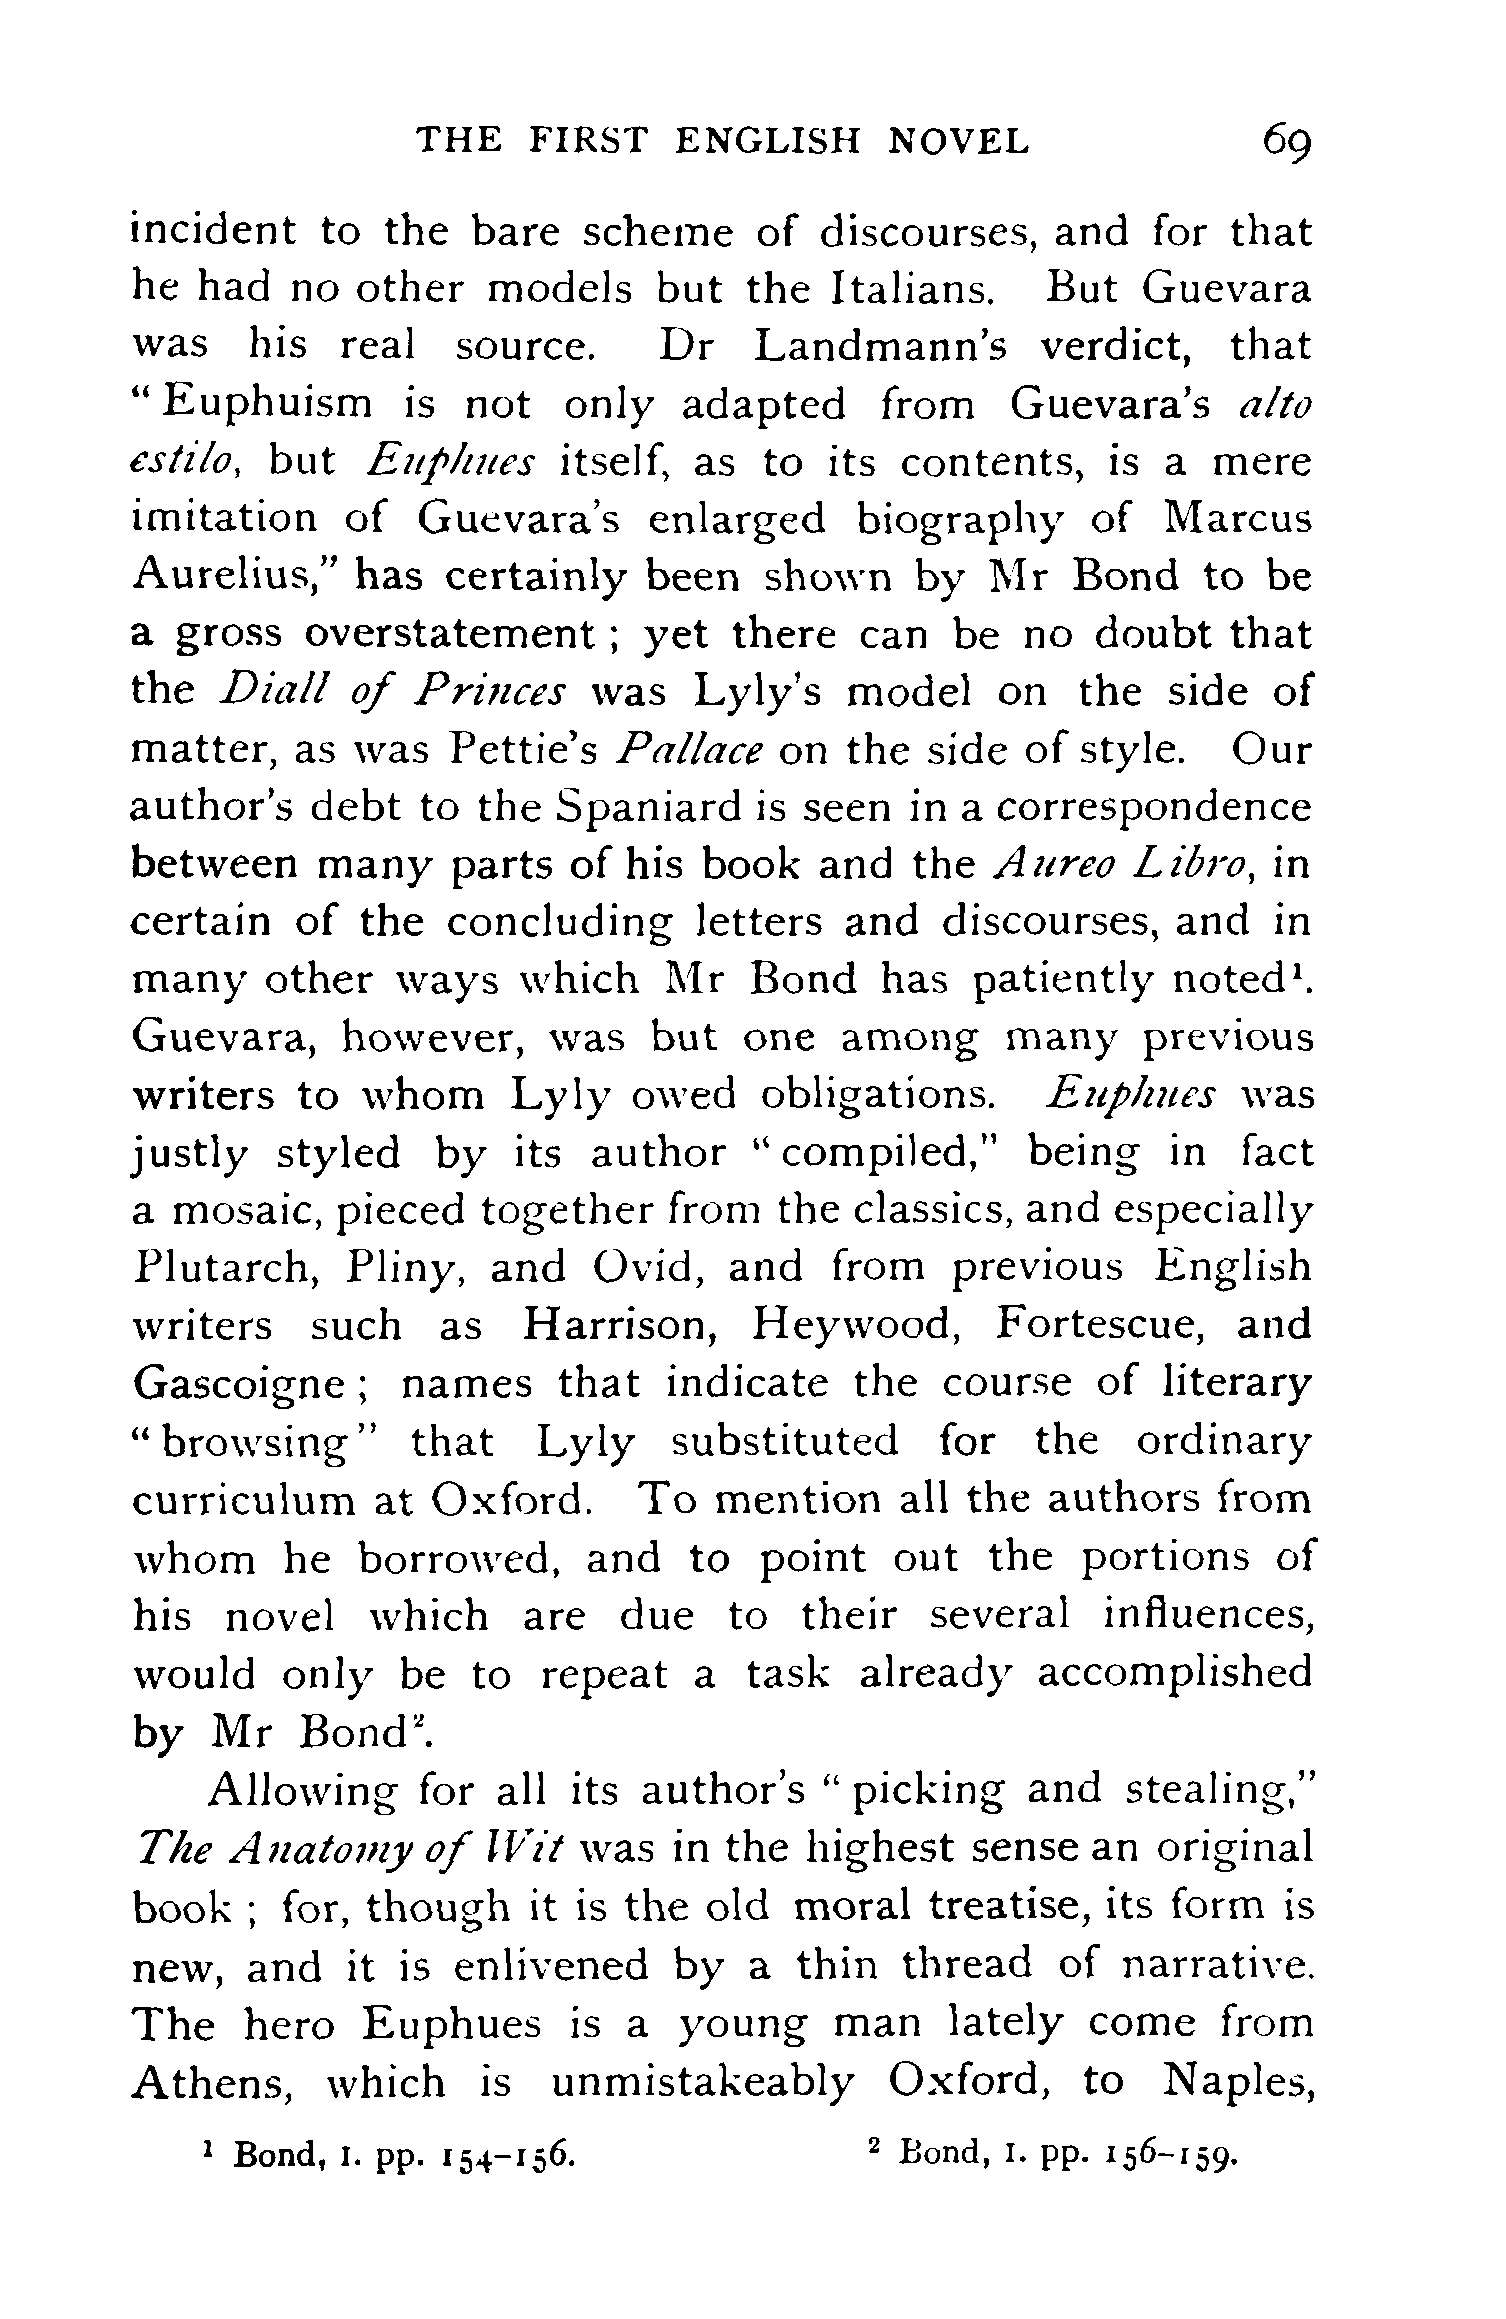 THE FIRST ENGLISH NOVEL 69
incident to the bare scheme of discourses, and for that
he had no other models but the Italians. But Guevara
was his real source. Dr Landmann's verdict, that
“ Euphuism is not only adapted from Guevara's alto
estilo, but Euphues itself, as to its contents, is a mere
imitation of Guevara's enlarged biography of Marcus
Aurelius,” has certainly been shown by Mr Bond to be
a gross overstatement ; yet there can be no doubt that
the Diall of Princes was Lyly's model on the side of
matter, as was Pettie's Pallace on the side of style. Our
author's debt to the Spaniard is seen in a correspondence
between many parts of his book and the Aureo Libro, in
certain of the concluding letters and discourses, and in
many other ways which Mr Bond has patiently noted¹.
Guevara, however, was but one among many previous
writers to whom Lyly owed obligations. Euphues was
justly styled by its author “ compiled,” being in fact
a mosaic, pieced together from the classics, and especially
Plutarch, Pliny, and Ovid, and from previous English
writers such as Harrison, Heywood, Fortescue, and
Gascoigne ; names that indicate the course of literary
“ browsing ” that Lyly substituted for the ordinary
curriculum at Oxford. To mention all the authors from
whom he borrowed, and to point out the portions of
his novel which are due to their several influences,
would only be to repeat a task already accomplished
by Mr Bond².
Allowing for all its author's “ picking and stealing,”
The Anatomy of Wit was in the highest sense an original
book ; for, though it is the old moral treatise, its form is
new, and it is enlivened by a thin thread of narrative.
The hero Euphues is a young man lately come from
Athens, which is unmistakeably Oxford, to Naples,
¹ Bond, I. pp. 154–156. ² Bond, I. pp. 156–159.